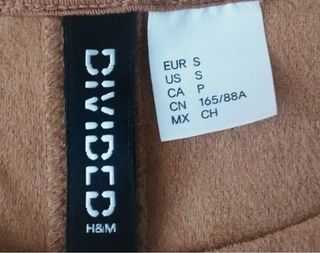 DIVIDED
H&M
EUR S
US S
CA P
CN 165/88A
MX CH